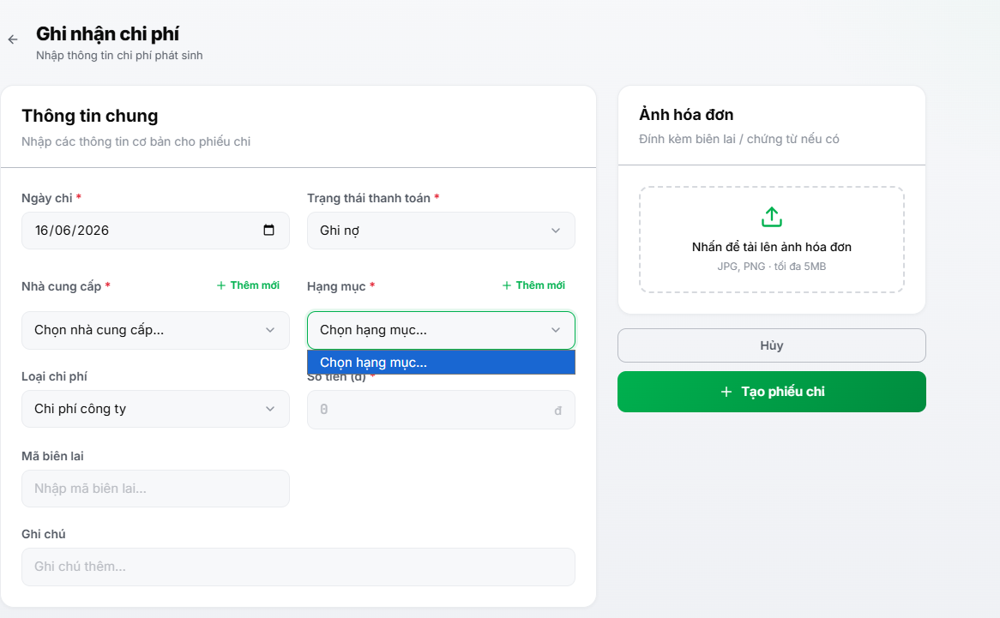 Ghi nhận chi phí
Nhập thông tin chi phí phát sinh
Thông tin chung
Nhập các thông tin cơ bản cho phiếu chi
Ngày chi *
Trạng thái thanh toán *
16/06/2026
Ghi nợ
Nhà cung cấp *
+ Thêm mới
Hạng mục *
+ Thêm mới
Chọn nhà cung cấp...
Chọn hạng mục...
Chọn hạng mục...
Loại chi phí
Số tiền (đ) *
Chi phí công ty
0
đ
Mã biên lai
Nhập mã biên lai...
Ghi chú
Ghi chú thêm...
Ảnh hóa đơn
Đính kèm biên lai / chứng từ nếu có
Nhấn để tải lên ảnh hóa đơn
JPG, PNG · tối đa 5MB
Hủy
+ Tạo phiếu chi